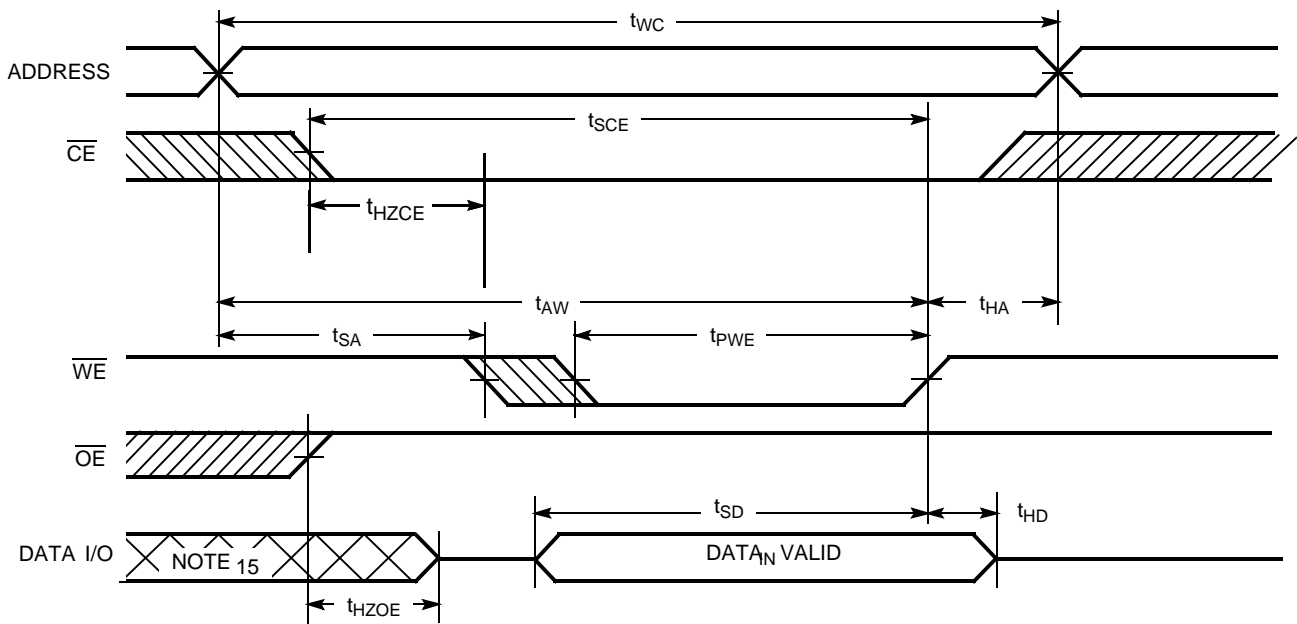 tWC
ADDRESS
tSCE
CE
tHZCE
tAW
tHA
tSA
tPWE
WE
OE
tSD
tHD
DATA I/O
NOTE 15
DATAIN VALID
tHZOE